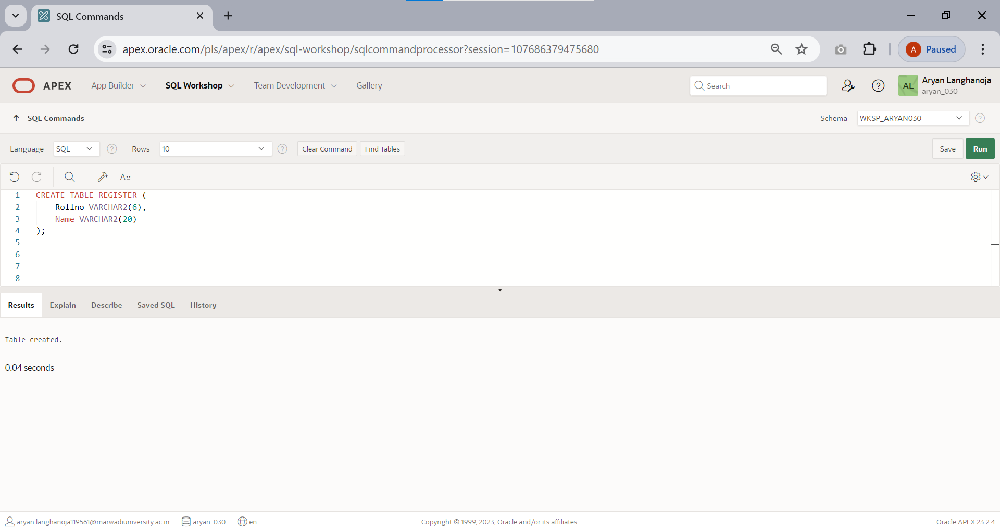 SQL Commands
apex.oracle.com/pls/apex/r/apex/sql-workshop/sqlcommandprocessor?session=107686379475680
A Paused
APEX App Builder SQL Workshop Team Development Gallery Search AL Aryan Langhanoja
aryan_030
SQL Commands Schema WKSP_ARYAN030
Language SQL Rows 10 Clear Command Find Tables Save Run
A::
1 CREATE TABLE REGISTER (
2 Rollno VARCHAR2(6),
3 Name VARCHAR2(20)
4 );
5
6
7
8
Results Explain Describe Saved SQL History
Table created.
0.04 seconds
aryan.langhanoja119561@marwadiuniversity.ac.in aryan_030 en Copyright © 1999, 2023, Oracle and/or its affiliates. Oracle APEX 23.2.4